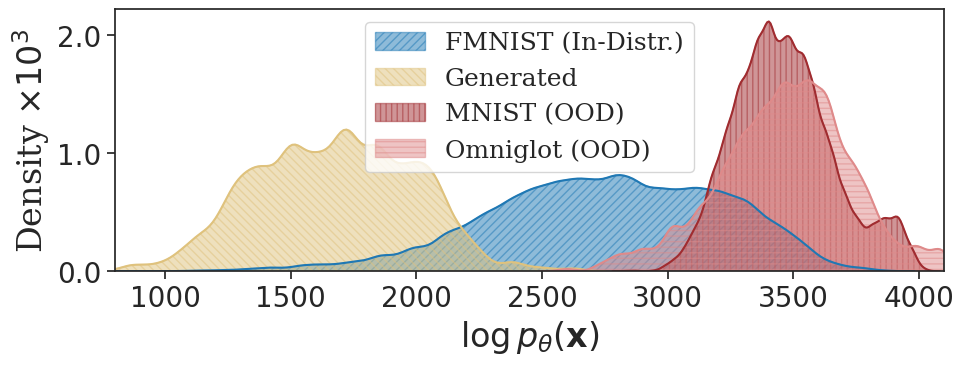 Density ×10³
2.0
1.0
0.0
FMNIST (In-Distr.)
Generated
MNIST (OOD)
Omniglot (OOD)
1000 1500 2000 2500 3000 3500 4000
log pθ(x)